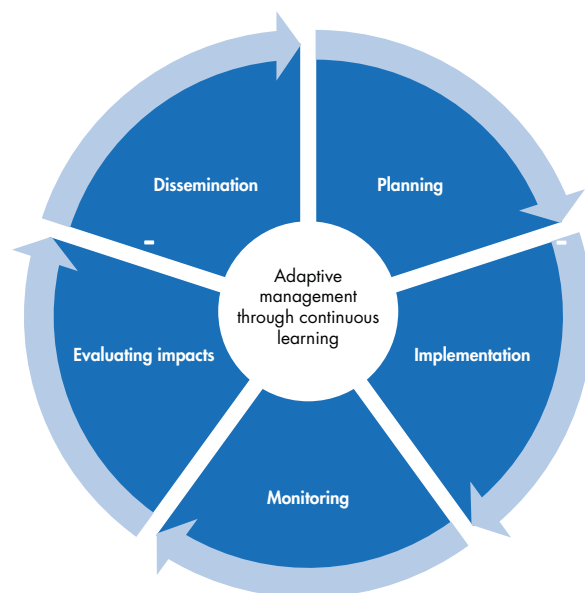 Dissemination
Planning
Adaptive
management
through continuous
learning
Evaluating impacts
Implementation
Monitoring